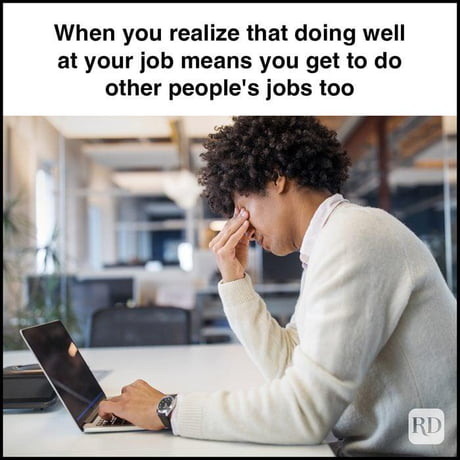 When you realize that doing well
at your job means you get to do
other people's jobs too
RD